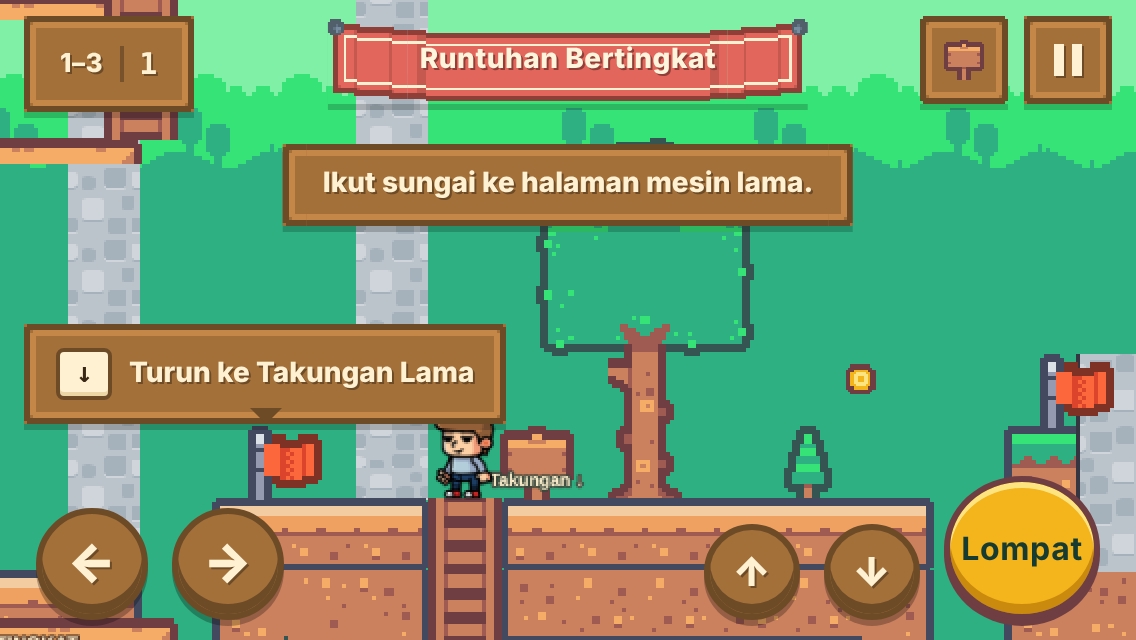 1–3 | 1
Runtuhan Bertingkat
Ikut sungai ke halaman mesin lama.
↓ Turun ke Takungan Lama
Takungan ↓
Lompat